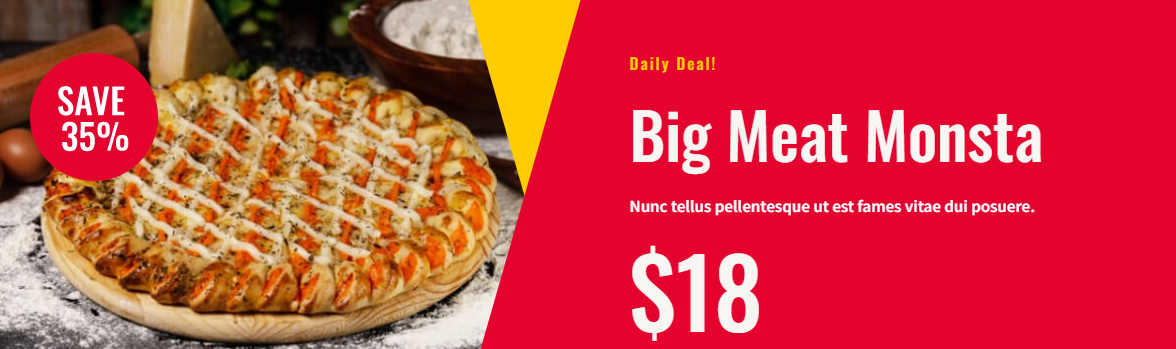 SAVE
35%
Daily Deal!
Big Meat Monsta
Nunc tellus pellentesque ut est fames vitae dui posuere.
$18